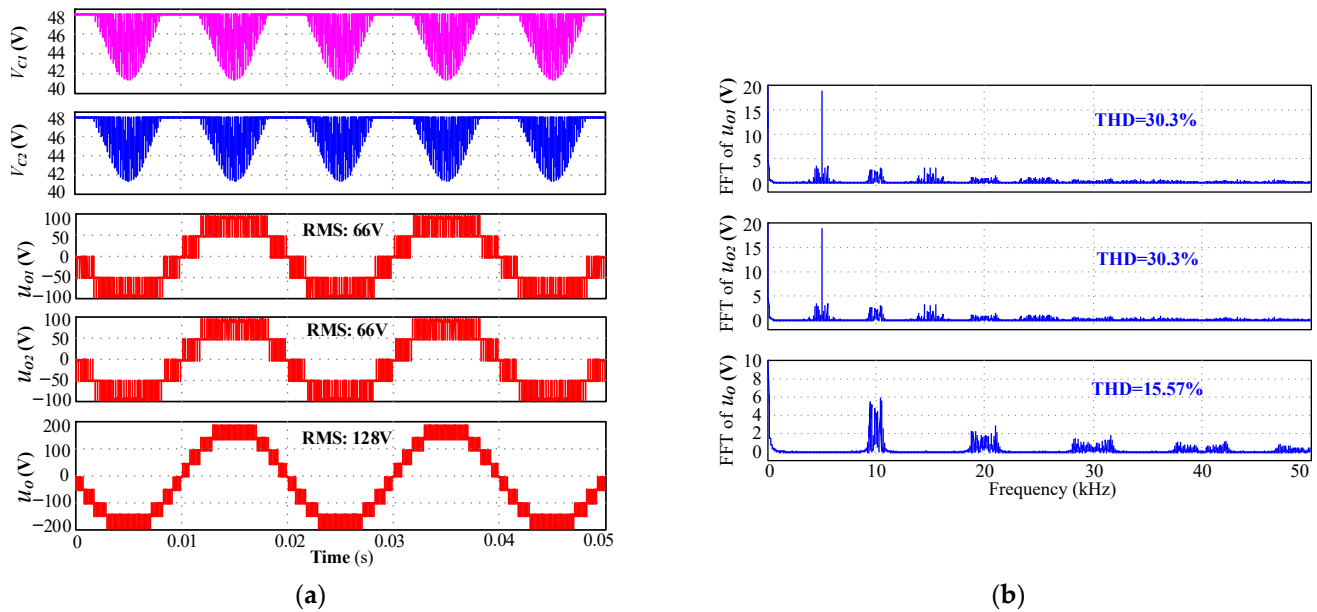 48
46
44
42
40
V_C1 (V)
48
46
44
42
40
V_C2 (V)
100
50
0
−50
−100
u_o1 (V)
RMS: 66V
100
50
0
−50
−100
u_o2 (V)
RMS: 66V
200
100
0
−100
−200
u_o (V)
RMS: 128V
0 0.01 0.02 0.03 0.04 0.05
Time (s)
(a)
20
15
10
5
0
FFT of u_o1 (V)
THD=30.3%
20
15
10
5
0
FFT of u_o2 (V)
THD=30.3%
10
8
6
4
2
0
FFT of u_o (V)
THD=15.57%
0 10 20 30 40 50
Frequency (kHz)
(b)